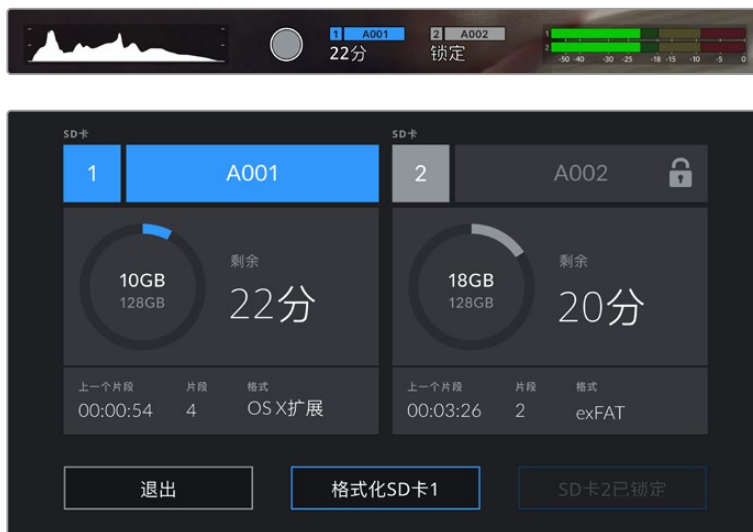 1 A001
22分
2 A002
锁定
1
2
-50 -40 -30 -25 -18 -15 -10 -5 0
SD卡
1 A001
10GB
128GB
剩余
22分
上一个片段 片段 格式
00:00:54 4 OS X扩展
SD卡
2 A002
18GB
128GB
剩余
20分
上一个片段 片段 格式
00:03:26 2 exFAT
退出
格式化SD卡1
SD卡2已锁定